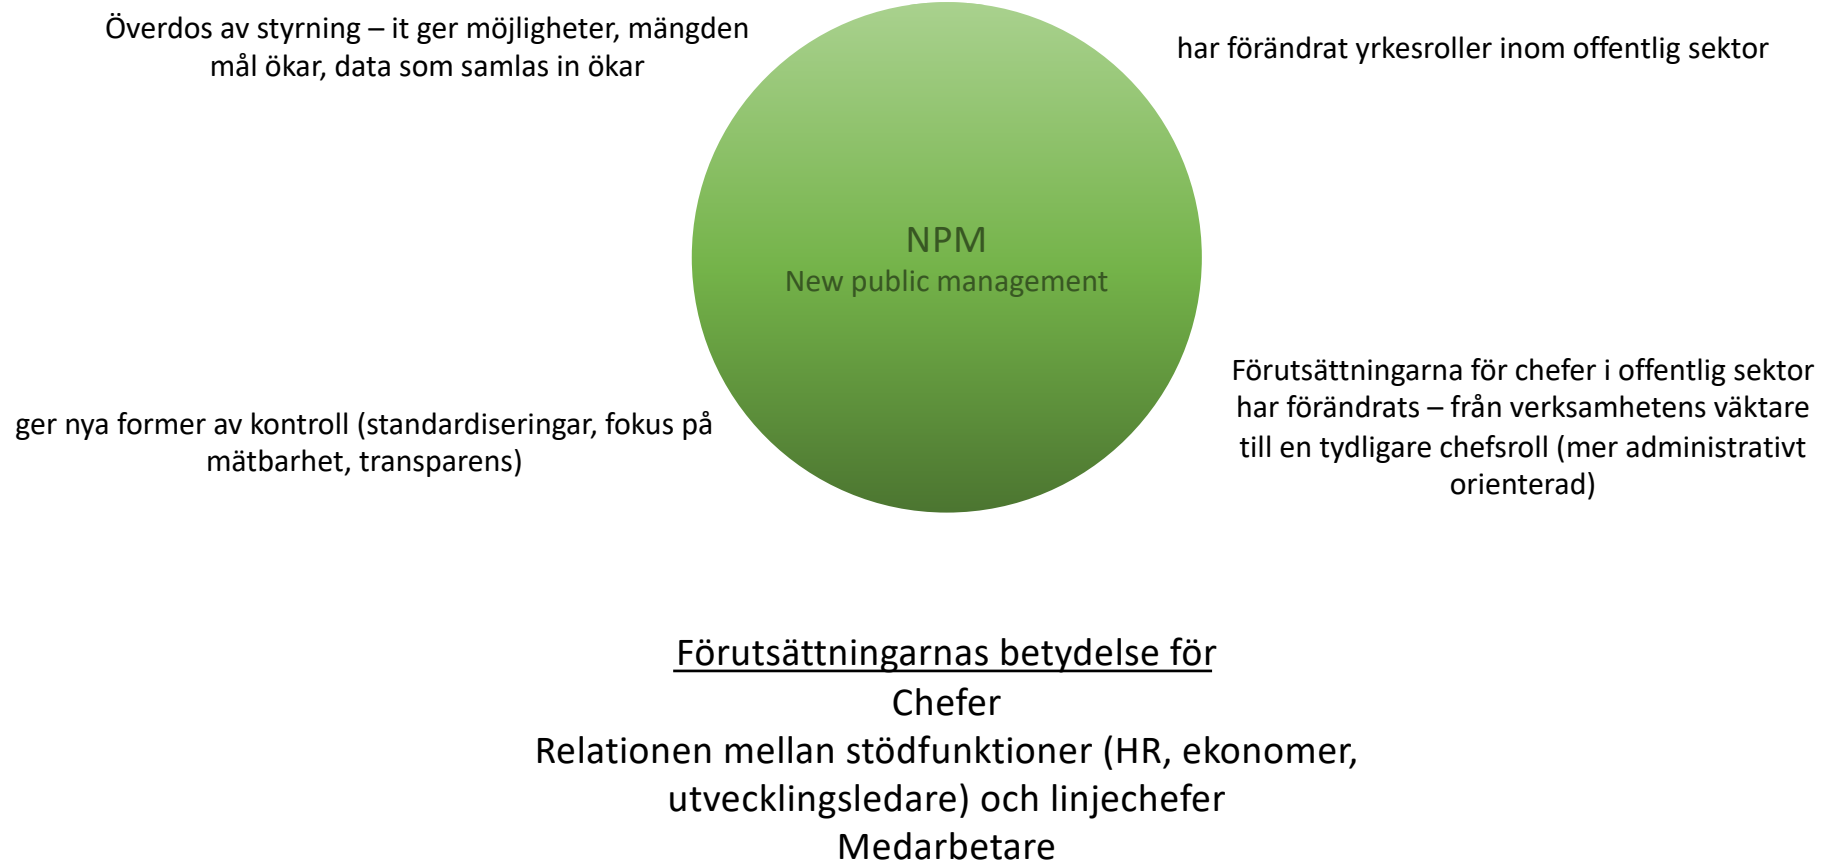 Överdos av styrning – it ger möjligheter, mängden
mål ökar, data som samlas in ökar
har förändrat yrkesroller inom offentlig sektor
NPM
New public management
ger nya former av kontroll (standardiseringar, fokus på
mätbarhet, transparens)
Förutsättningarna för chefer i offentlig sektor
har förändrats – från verksamhetens väktare
till en tydligare chefsroll (mer administrativt
orienterad)
Förutsättningarnas betydelse för
Chefer
Relationen mellan stödfunktioner (HR, ekonomer,
utvecklingsledare) och linjechefer
Medarbetare